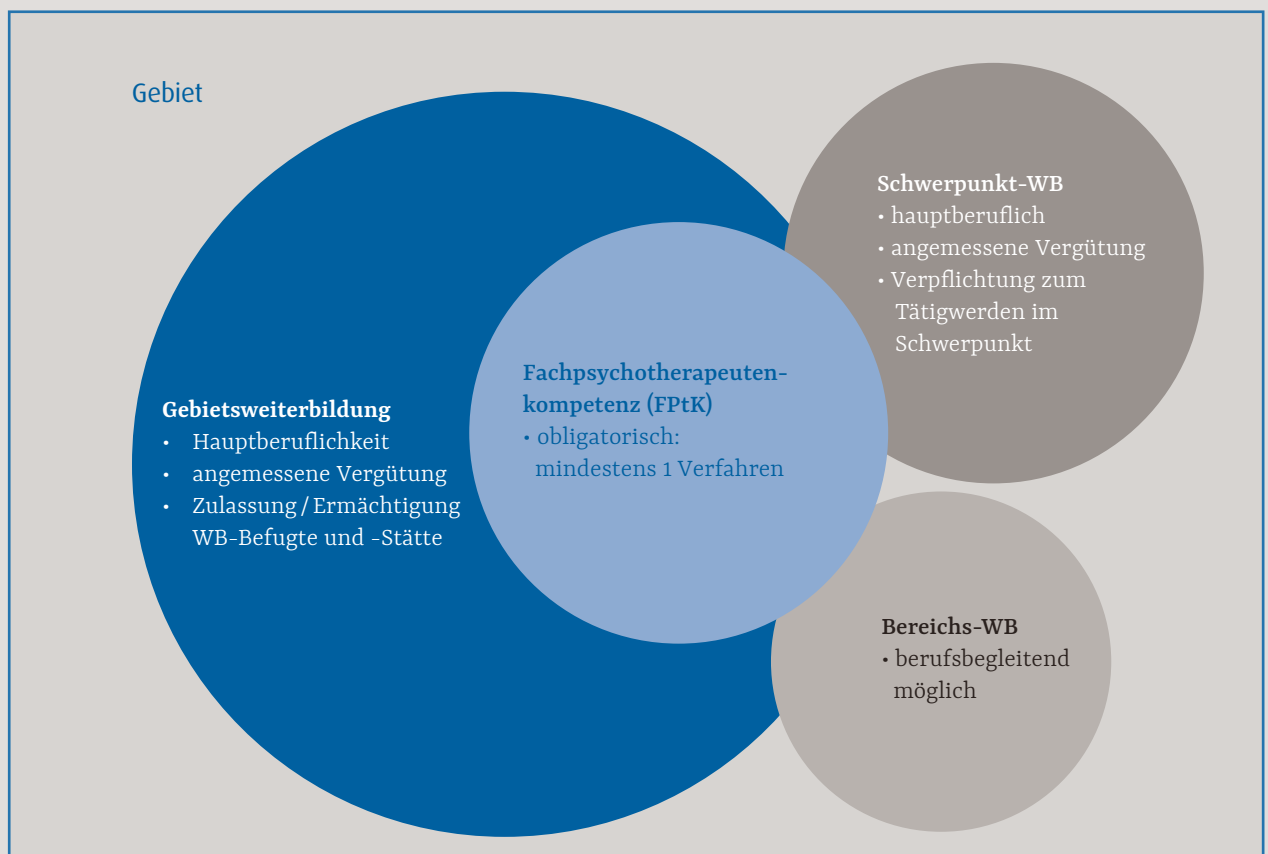 Gebiet
Gebietsweiterbildung
• Hauptberuflichkeit
• angemessene Vergütung
• Zulassung / Ermächtigung
WB-Befugte und -Stätte
Fachpsychotherapeuten-
kompetenz (FPtK)
• obligatorisch:
mindestens 1 Verfahren
Schwerpunkt-WB
• hauptberuflich
• angemessene Vergütung
• Verpflichtung zum
Tätigwerden im
Schwerpunkt
Bereichs-WB
• berufsbegleitend
möglich